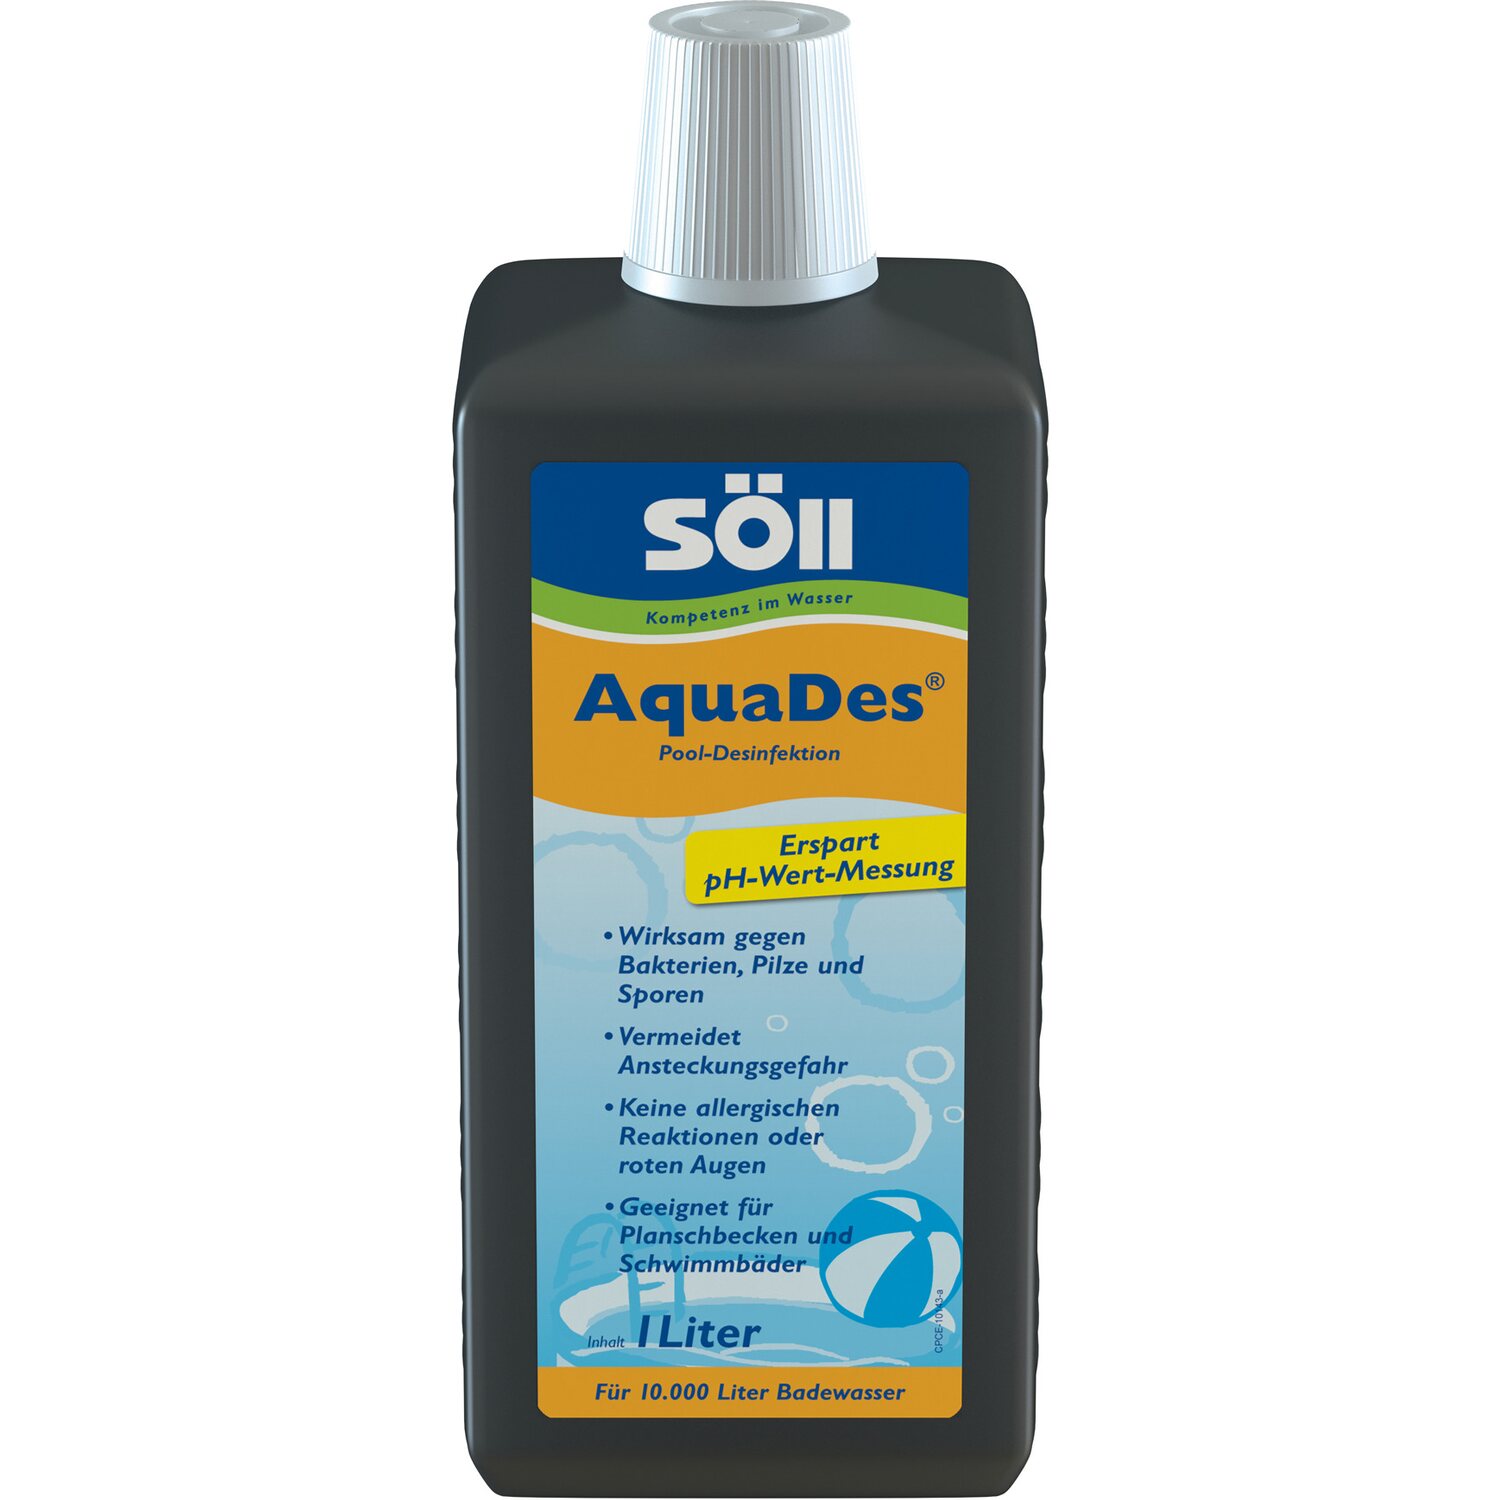 SÖLL
Kompetenz im Wasser
AquaDes®
Pool-Desinfektion
Erspart
pH-Wert-Messung
• Wirksam gegen
Bakterien, Pilze und
Sporen
• Vermeidet
Ansteckungsgefahr
• Keine allergischen
Reaktionen oder
roten Augen
• Geeignet für
Planschbecken und
Schwimmbäder
Inhalt 1 Liter
CPCE-10143-a
Für 10.000 Liter Badewasser